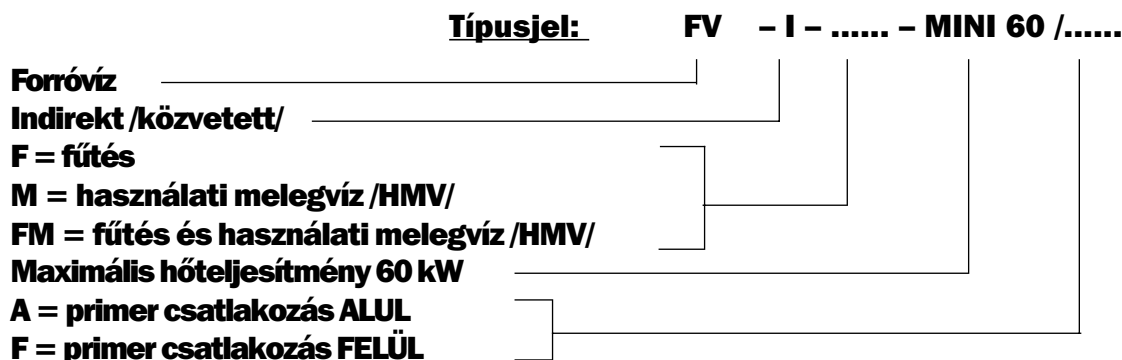 Típusjel: FV – I – ...... – MINI 60 /......
Forróvíz
Indirekt /közvetett/
F = fűtés
M = használati melegvíz /HMV/
FM = fűtés és használati melegvíz /HMV/
Maximális hőteljesítmény 60 kW
A = primer csatlakozás ALUL
F = primer csatlakozás FELÜL